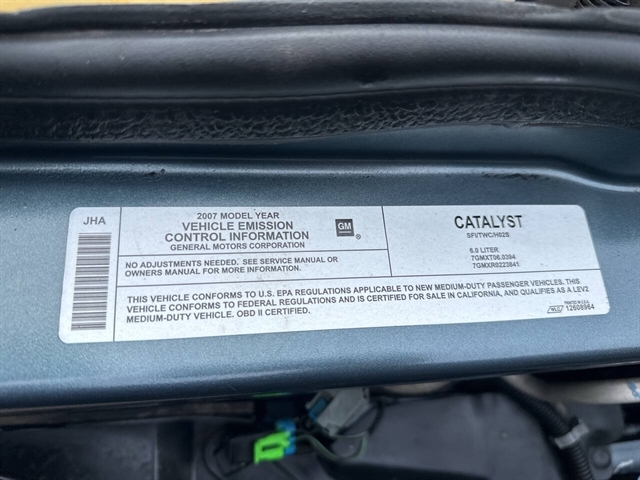 JHA
2007 MODEL YEAR
VEHICLE EMISSION
CONTROL INFORMATION
GENERAL MOTORS CORPORATION
GM
®
NO ADJUSTMENTS NEEDED. SEE SERVICE MANUAL OR
OWNERS MANUAL FOR MORE INFORMATION.
CATALYST
SFI/TWC/H02S
6.0 LITER
7GMXT06.0394
7GMXR0223841
THIS VEHICLE CONFORMS TO U.S. EPA REGULATIONS APPLICABLE TO NEW MEDIUM-DUTY PASSENGER VEHICLES. THIS
VEHICLE CONFORMS TO FEDERAL REGULATIONS AND IS CERTIFIED FOR SALE IN CALIFORNIA, AND QUALIFIES AS A LEV2
MEDIUM-DUTY VEHICLE. OBD II CERTIFIED.
PRINTED IN U.S.A.
12608964